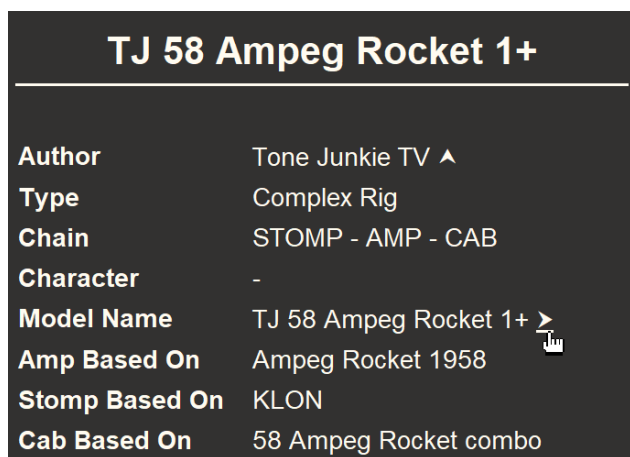 TJ 58 Ampeg Rocket 1+
Author Tone Junkie TV ⮝
Type Complex Rig
Chain STOMP - AMP - CAB
Character -
Model Name TJ 58 Ampeg Rocket 1+ ⮞
Amp Based On Ampeg Rocket 1958
Stomp Based On KLON
Cab Based On 58 Ampeg Rocket combo